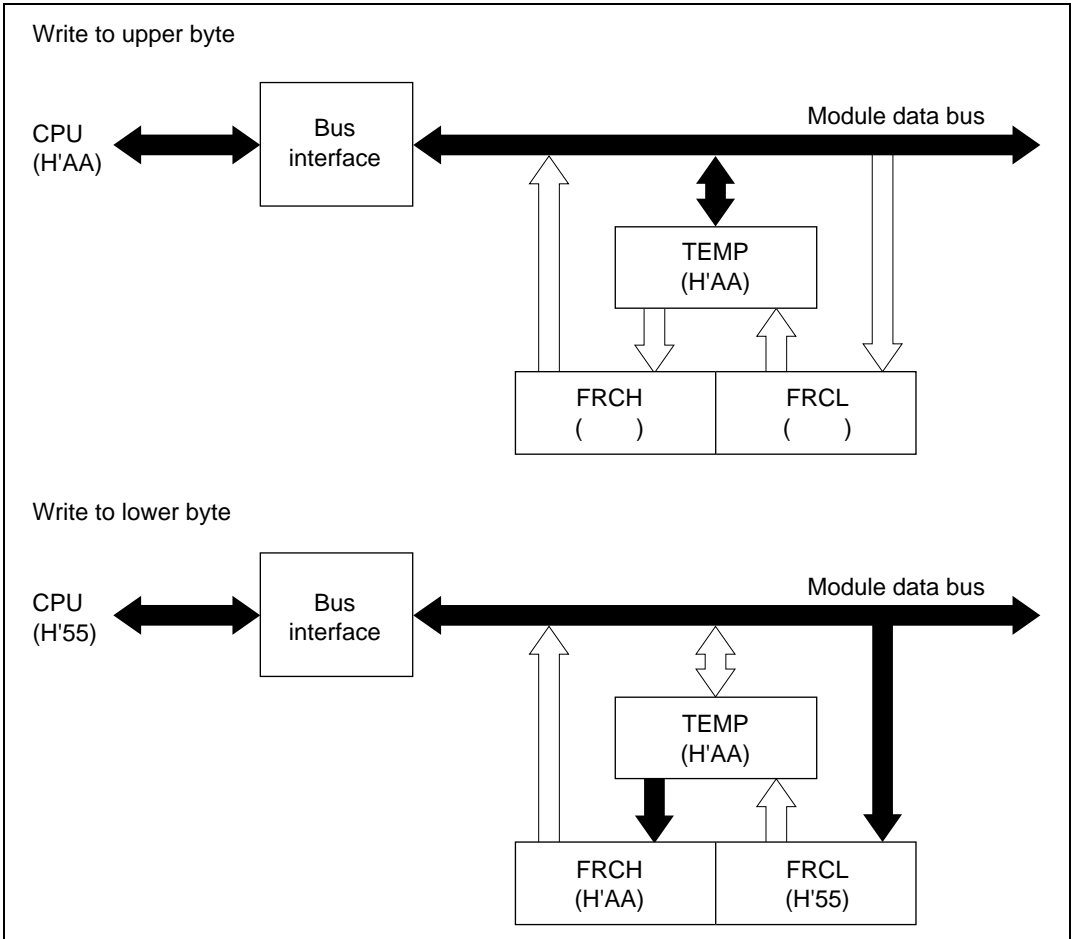 Write to upper byte
CPU
(H'AA)
Bus
interface
Module data bus
TEMP
(H'AA)
FRCH
( )
FRCL
( )
Write to lower byte
CPU
(H'55)
Bus
interface
Module data bus
TEMP
(H'AA)
FRCH
(H'AA)
FRCL
(H'55)